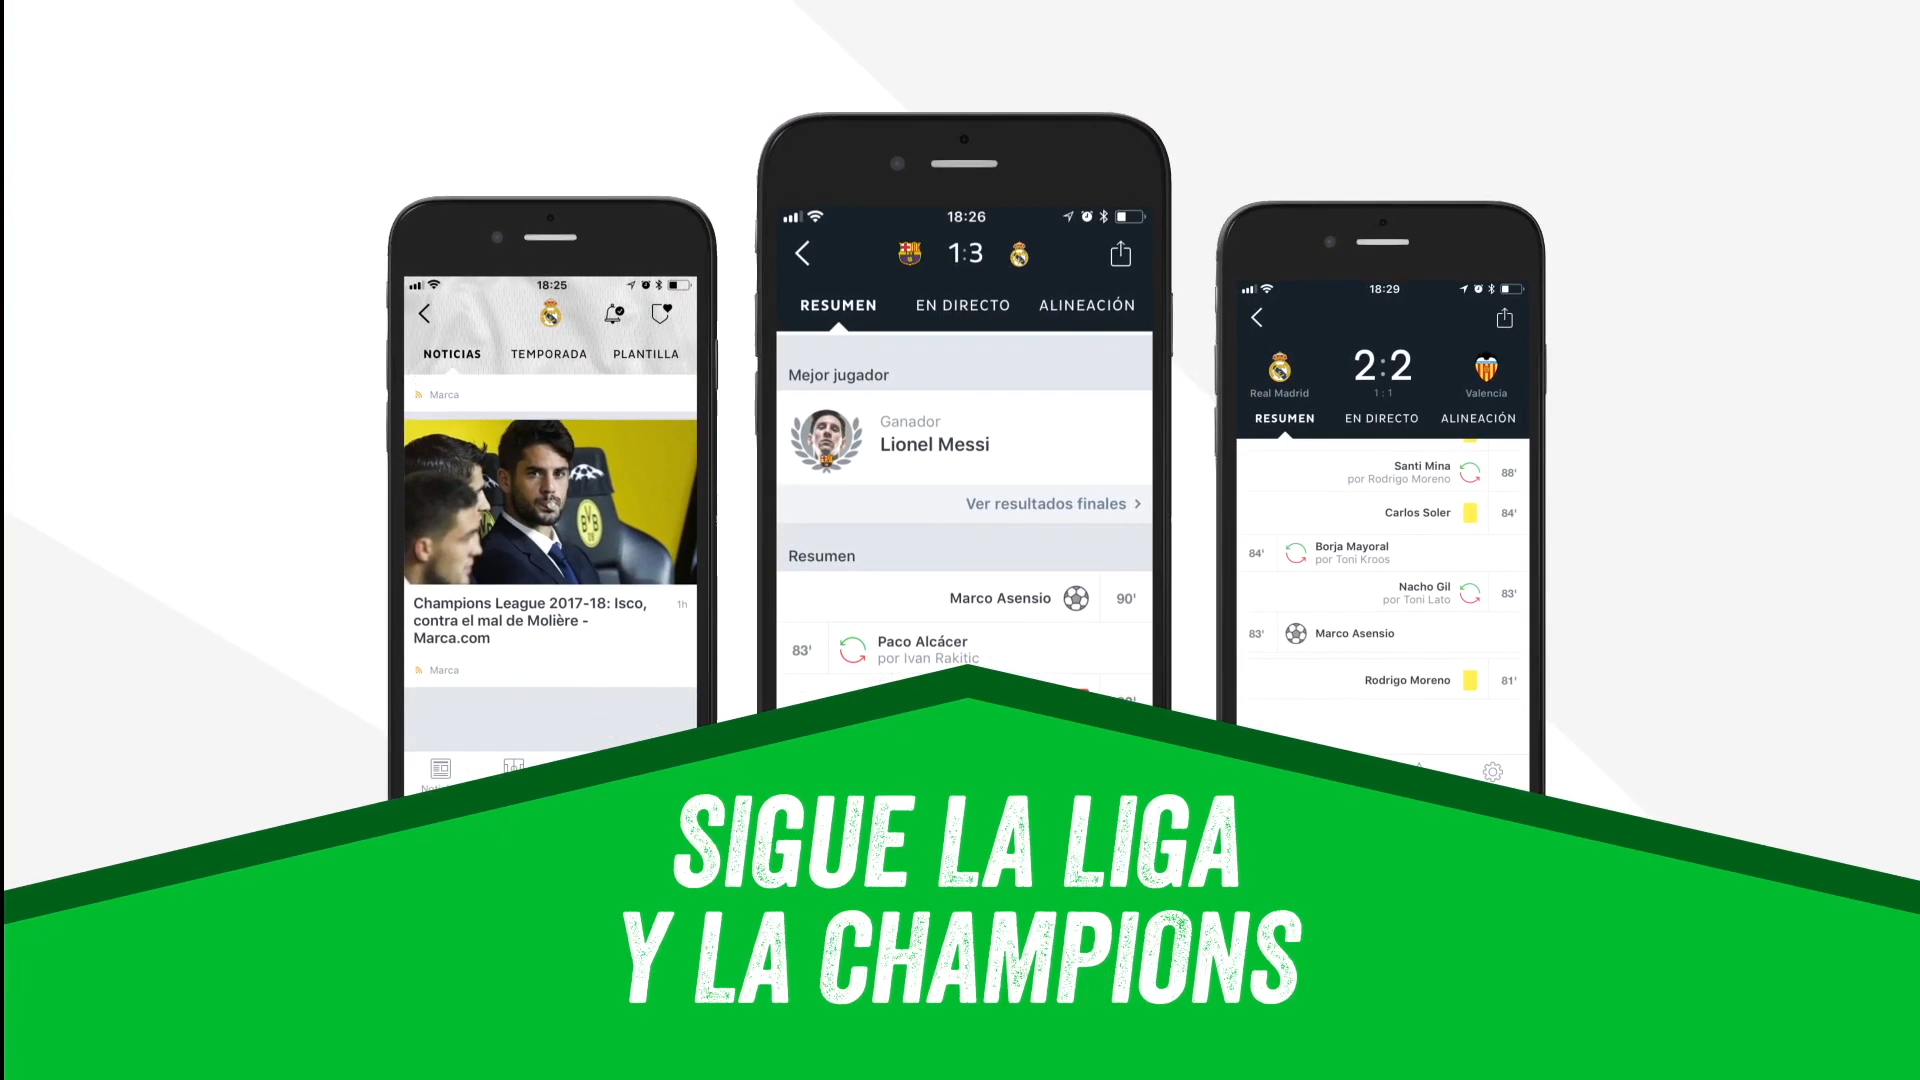 18:25
NOTICIAS TEMPORADA PLANTILLA
Marca
BVB
09
Champions League 2017-18: Isco, 1h
contra el mal de Molière -
Marca.com
Marca
18:26
1:3
RESUMEN EN DIRECTO ALINEACIÓN
Mejor jugador
Ganador
Lionel Messi
Ver resultados finales >
Resumen
Marco Asensio 90'
83' Paco Alcácer
por Ivan Rakitic
18:29
2:2
Real Madrid 1:1 Valencia
RESUMEN EN DIRECTO ALINEACIÓN
Santi Mina 88'
por Rodrigo Moreno
Carlos Soler 84'
84' Borja Mayoral
por Toni Kroos
Nacho Gil 83'
por Toni Lato
83' Marco Asensio
Rodrigo Moreno 81'
SIGUE LA LIGA
Y LA CHAMPIONS